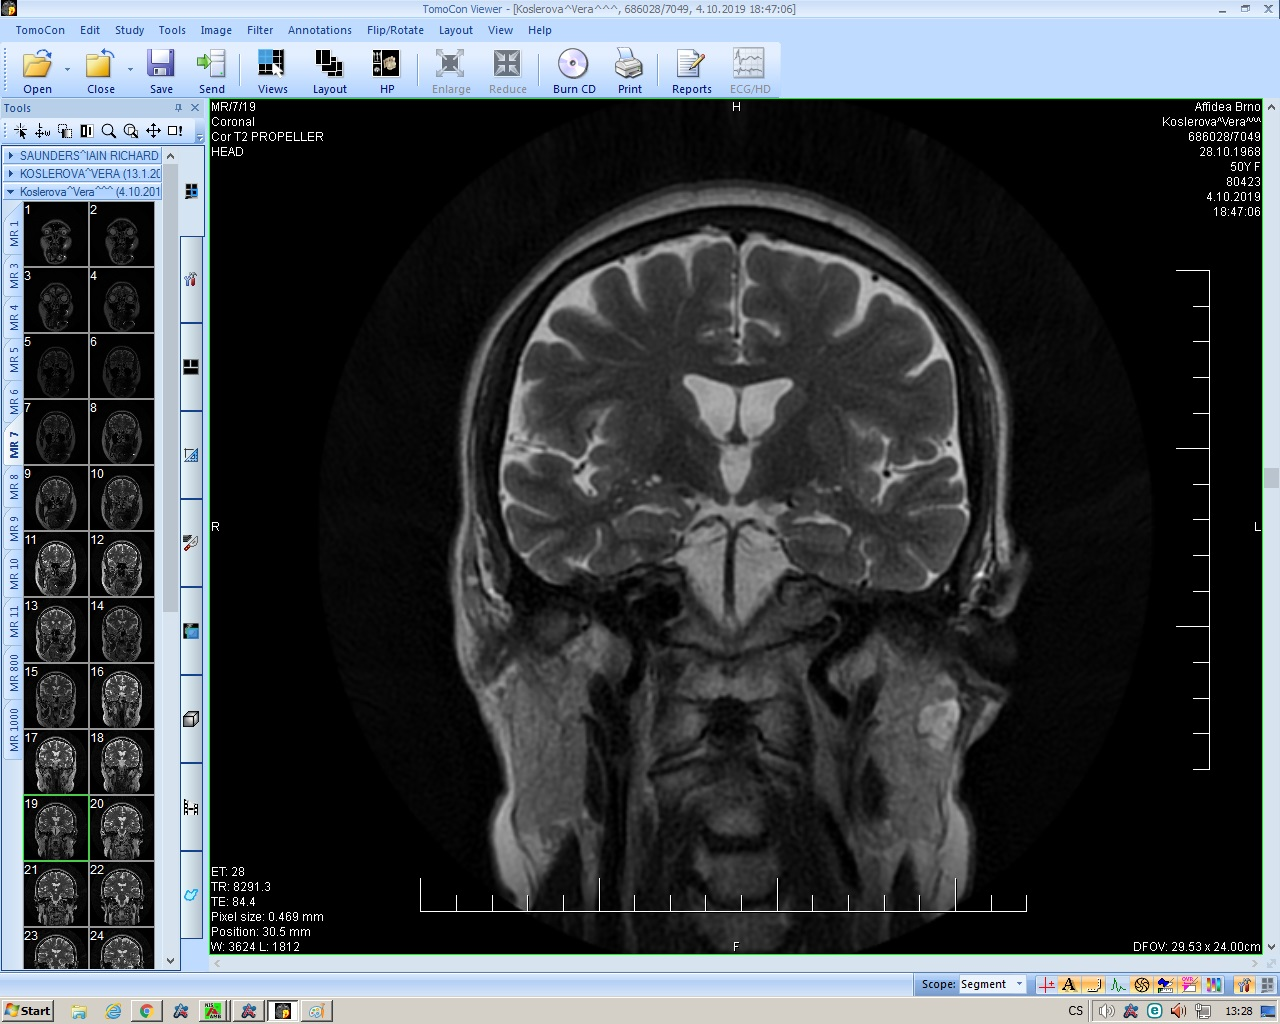 TomoCon Viewer - [Koslerova^Vera^^^, 686028/7049, 4.10.2019 18:47:06]
TomoCon Edit Study Tools Image Filter Annotations Flip/Rotate Layout View Help
Open Close Save Send Views Layout HP Enlarge Reduce Burn CD Print Reports ECG/HD
Tools
SAUNDERS^IAIN RICHARD
KOSLEROVA^VERA (13.1.20
Koslerova^Vera^^^ (4.10.201
MR 1
MR 3
MR 4
MR 5
MR 6
MR 7
MR 8
MR 9
MR 10
MR 11
MR 800
MR 1000
1 2
3 4
5 6
7 8
9 10
11 12
13 14
15 16
17 18
19 20
21 22
23 24
MR/7/19
Coronal
Cor T2 PROPELLER
HEAD
H
Affidea Brno
Koslerova^Vera^^^
686028/7049
28.10.1968
50Y F
80423
4.10.2019
18:47:06
R
L
ET: 28
TR: 8291.3
TE: 84.4
Pixel size: 0.469 mm
Position: 30.5 mm
W: 3624 L: 1812
F
DFOV: 29.53 x 24.00cm
Scope: Segment
Start
CS
13:28